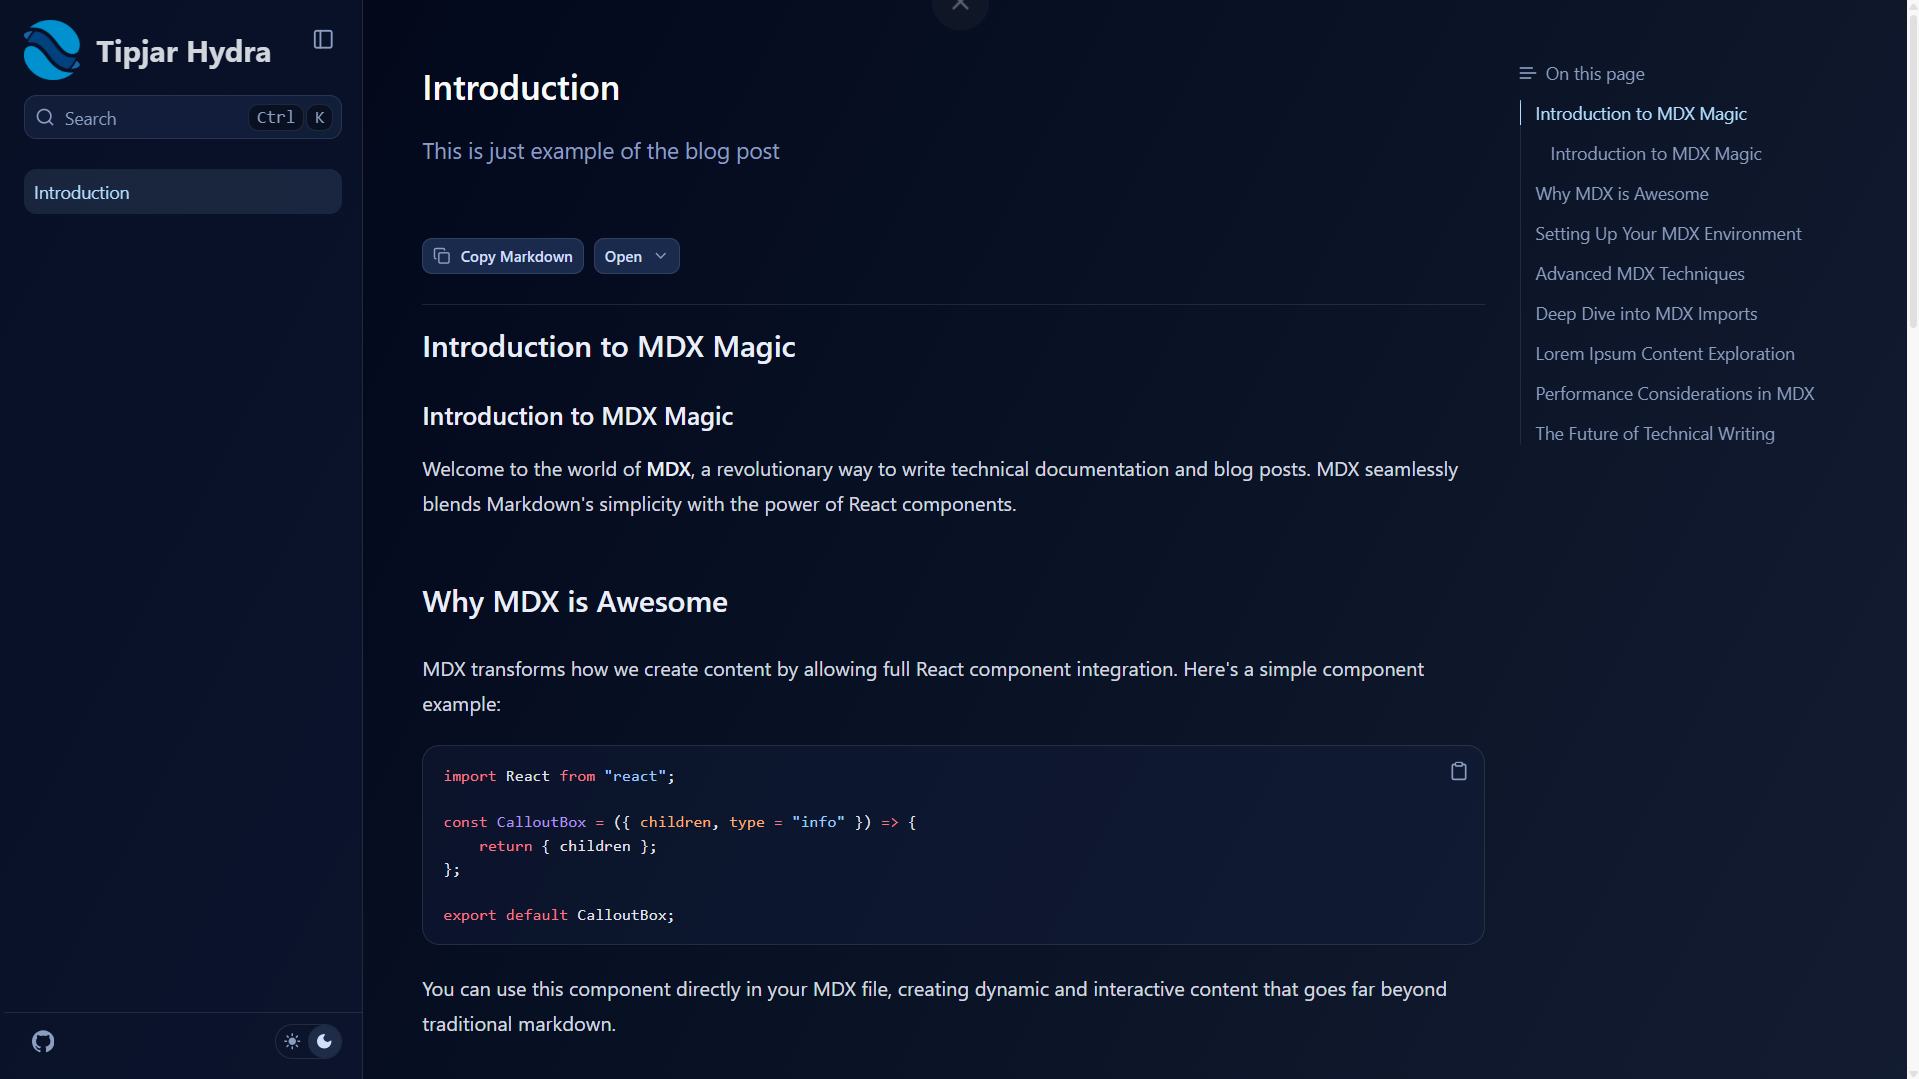 Tipjar Hydra
Search
Ctrl K
Introduction
Introduction
This is just example of the blog post
Copy Markdown
Open
Introduction to MDX Magic
Introduction to MDX Magic
Welcome to the world of MDX, a revolutionary way to write technical documentation and blog posts. MDX seamlessly
blends Markdown's simplicity with the power of React components.
Why MDX is Awesome
MDX transforms how we create content by allowing full React component integration. Here's a simple component
example:
import React from "react";
const CalloutBox = ({ children, type = "info" }) => {
    return { children };
};
export default CalloutBox;
You can use this component directly in your MDX file, creating dynamic and interactive content that goes far beyond
traditional markdown.
On this page
Introduction to MDX Magic
Introduction to MDX Magic
Why MDX is Awesome
Setting Up Your MDX Environment
Advanced MDX Techniques
Deep Dive into MDX Imports
Lorem Ipsum Content Exploration
Performance Considerations in MDX
The Future of Technical Writing